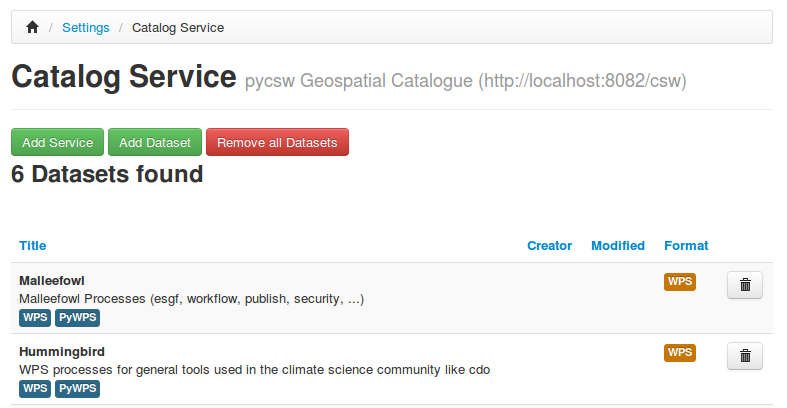 / Settings / Catalog Service
Catalog Service pycsw Geospatial Catalogue (http://localhost:8082/csw)
Add Service Add Dataset Remove all Datasets
6 Datasets found
Title Creator Modified Format
Malleefowl WPS
Malleefowl Processes (esgf, workflow, publish, security, ...)
WPS PyWPS
Hummingbird WPS
WPS processes for general tools used in the climate science community like cdo
WPS PyWPS